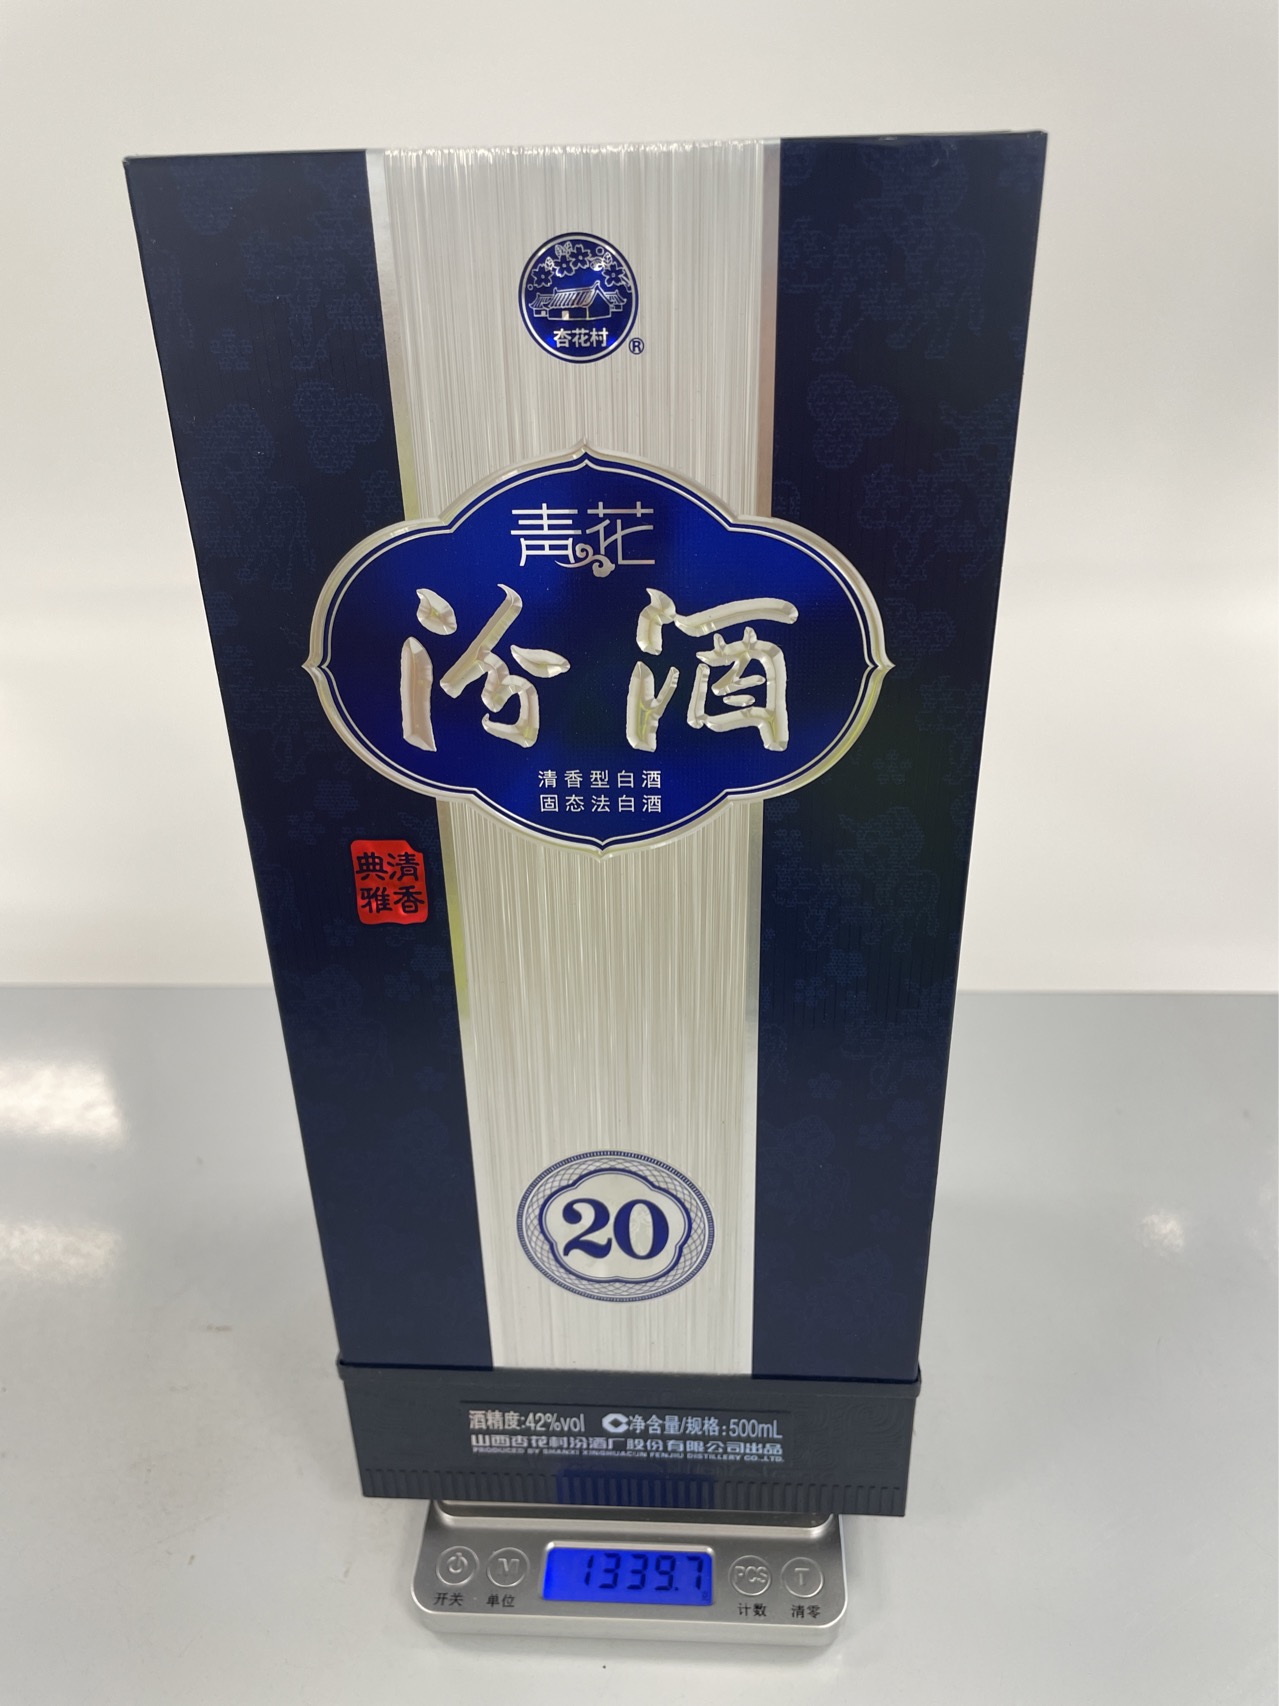 杏花村
®
青花
汾酒
清香型白酒
固态法白酒
清香
典雅
20
酒精度:42%vol C净含量/规格:500mL
山西杏花村汾酒厂股份有限公司出品
PRODUCED BY SHANXI XINGHUACUN FENJIU DISTILLERY CO.,LTD.
1339.7
g
M PCS T
开关 单位 计数 清零